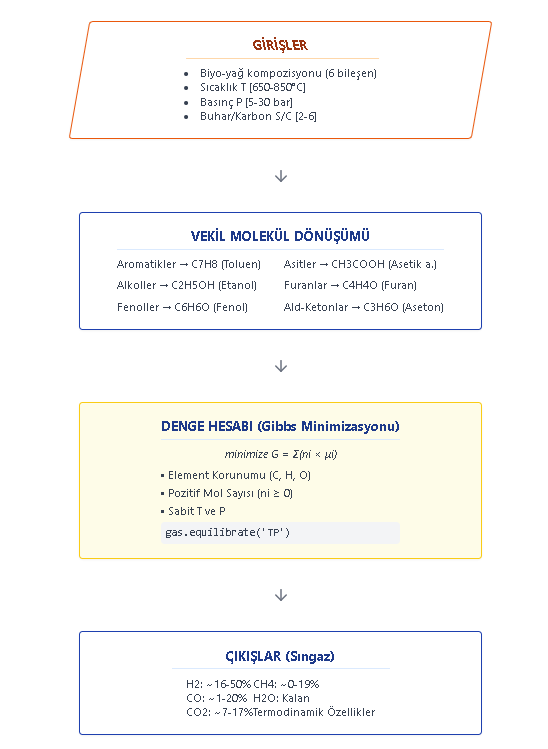 GİRİŞLER
• Biyo-yağ kompozisyonu (6 bileşen)
• Sıcaklık T [650-850°C]
• Basınç P [5-30 bar]
• Buhar/Karbon S/C [2-6]
↓
VEKİL MOLEKÜL DÖNÜŞÜMÜ
Aromatikler → C7H8 (Toluen) Asitler → CH3COOH (Asetik a.)
Alkoller → C2H5OH (Etanol) Furanlar → C4H4O (Furan)
Fenoller → C6H6O (Fenol) Ald-Ketonlar → C3H6O (Aseton)
↓
DENGE HESABI (Gibbs Minimizasyonu)
minimize G = Σ(ni × μi)
• Element Korunumu (C, H, O)
• Pozitif Mol Sayısı (ni ≥ 0)
• Sabit T ve P
gas.equilibrate('TP')
↓
ÇIKIŞLAR (Sıngaz)
H2: ~16-50% CH4: ~0-19%
CO: ~1-20% H2O: Kalan
CO2: ~7-17%Termodinamik Özellikler